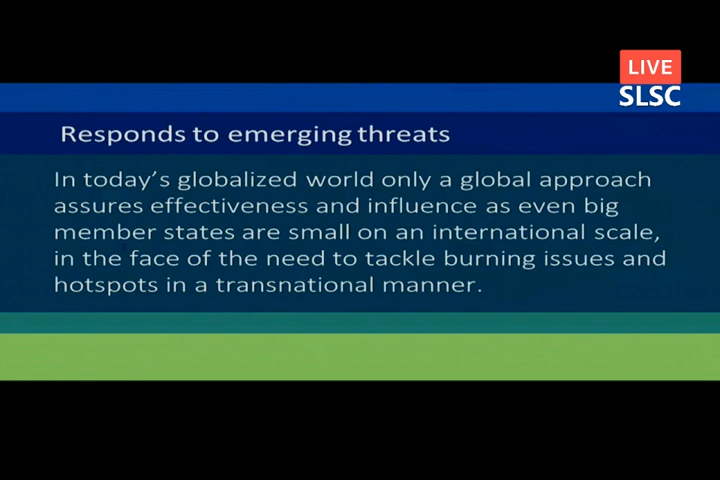 LIVE
SLSC
Responds to emerging threats
In today’s globalized world only a global approach
assures effectiveness and influence as even big
member states are small on an international scale,
in the face of the need to tackle burning issues and
hotspots in a transnational manner.